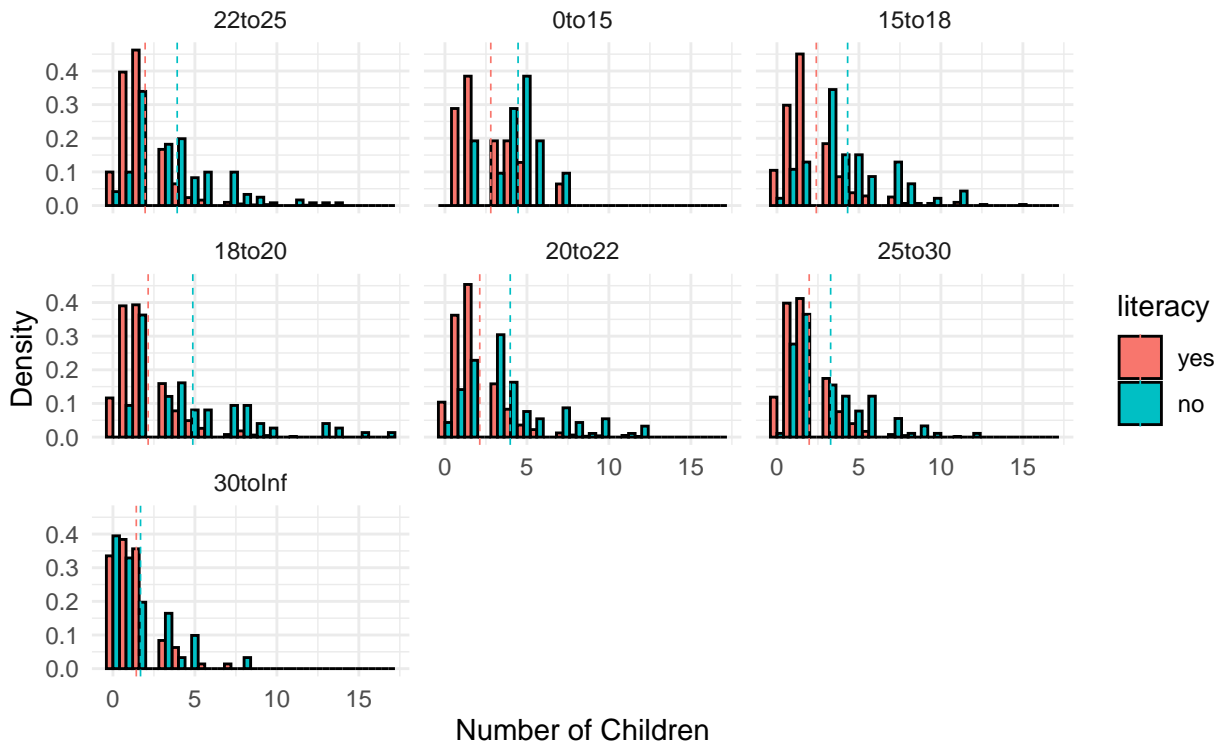 22to25
0to15
15to18
0.4
0.3
0.2
0.1
0.0
18to20
20to22
25to30
0.4
0.3
0.2
0.1
0.0
0 5 10 15
0 5 10 15
30toInf
0.4
0.3
0.2
0.1
0.0
0 5 10 15
Density
Number of Children
literacy
yes
no